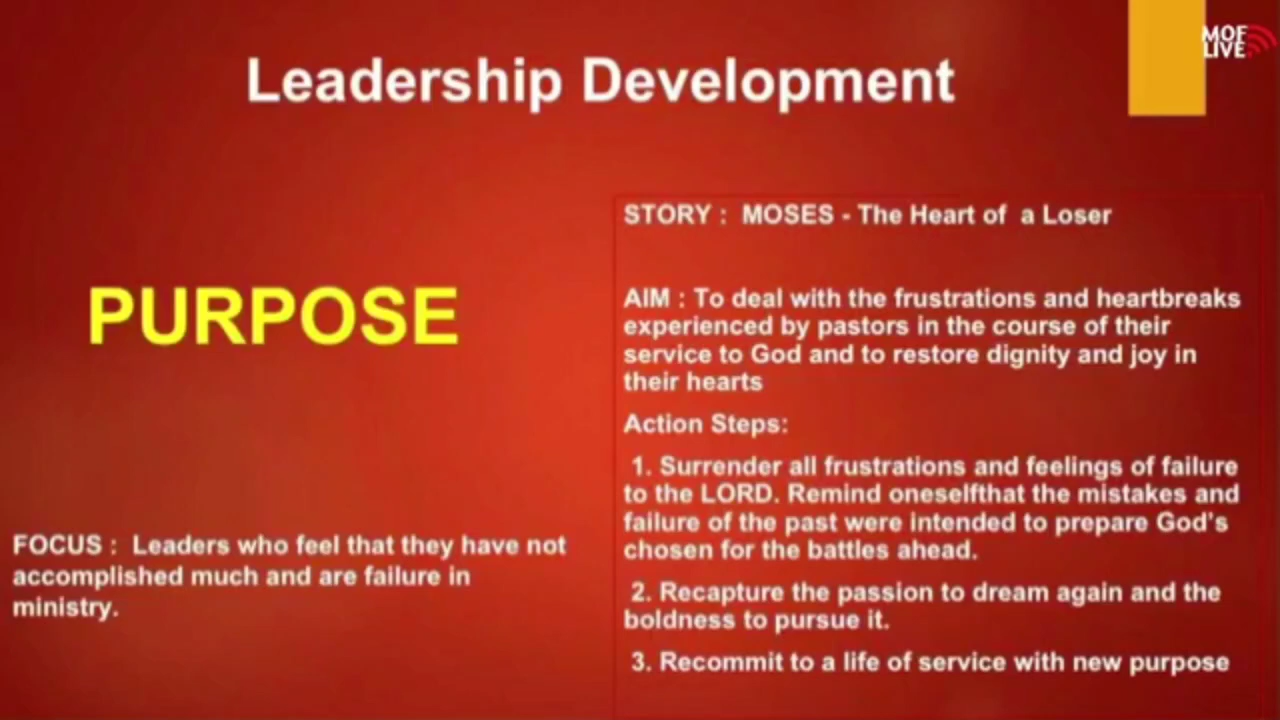 MOF
LIVE
Leadership Development
PURPOSE
FOCUS : Leaders who feel that they have not
accomplished much and are failure in
ministry.
STORY : MOSES - The Heart of a Loser
AIM : To deal with the frustrations and heartbreaks
experienced by pastors in the course of their
service to God and to restore dignity and joy in
their hearts
Action Steps:
1. Surrender all frustrations and feelings of failure
to the LORD. Remind oneselfthat the mistakes and
failure of the past were intended to prepare God's
chosen for the battles ahead.
2. Recapture the passion to dream again and the
boldness to pursue it.
3. Recommit to a life of service with new purpose